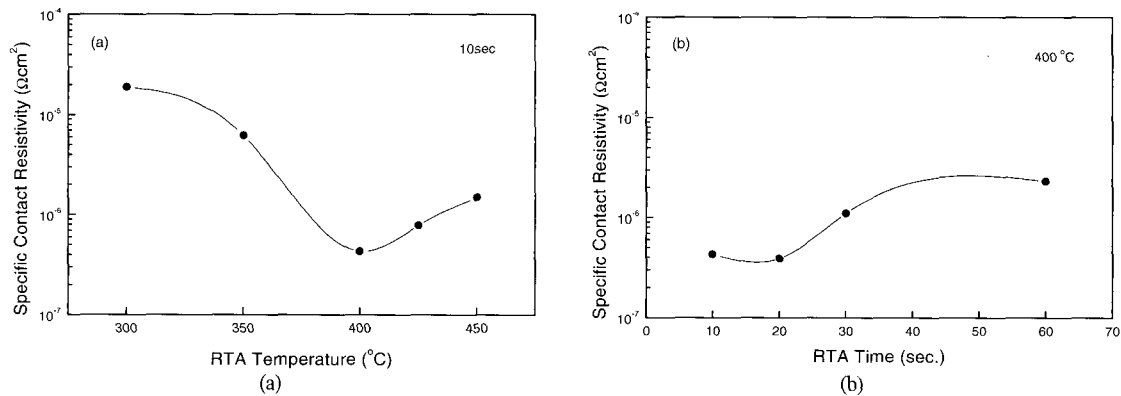 (a)
10sec
Specific Contact Resistivity (Ωcm²)
10⁻⁴
10⁻⁵
10⁻⁶
10⁻⁷
300
350
400
450
RTA Temperature (°C)
(a)
(b)
400 °C
Specific Contact Resistivity (Ωcm²)
10⁻⁴
10⁻⁵
10⁻⁶
10⁻⁷
0
10
20
30
40
50
60
70
RTA Time (sec.)
(b)